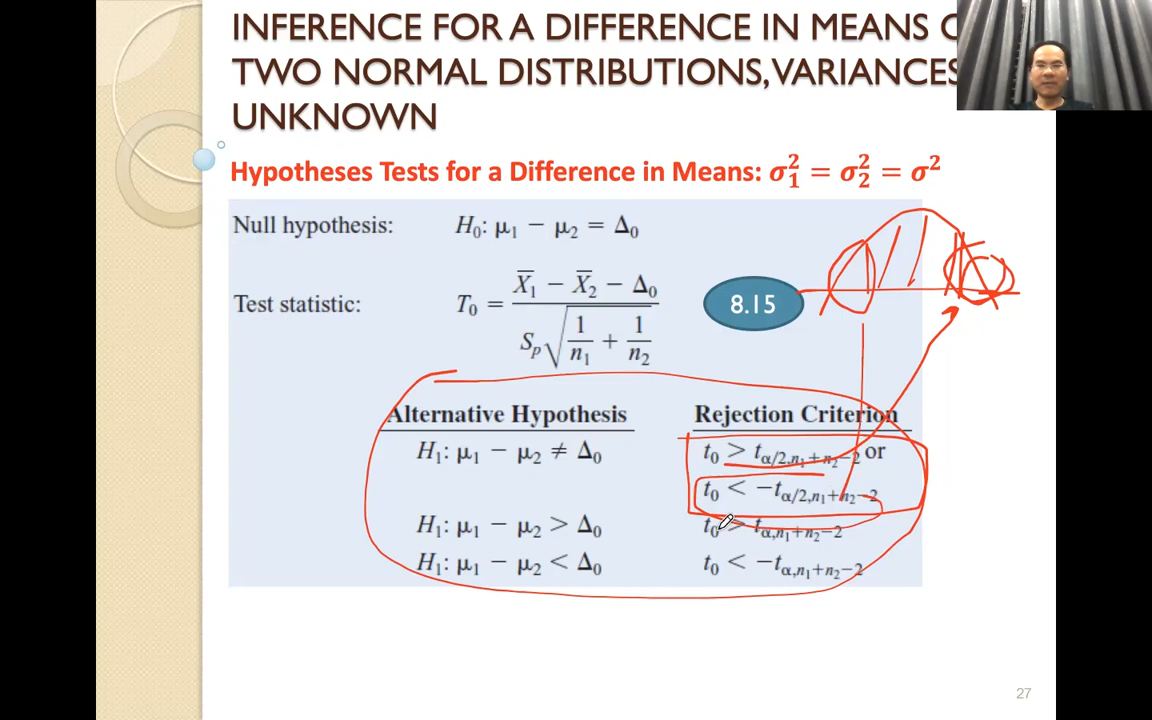 INFERENCE FOR A DIFFERENCE IN MEANS
TWO NORMAL DISTRIBUTIONS, VARIANCES
UNKNOWN
Hypotheses Tests for a Difference in Means: σ₁² = σ₂² = σ²
Null hypothesis: H₀: μ₁ − μ₂ = Δ₀
Test statistic: T₀ = (X̄₁ − X̄₂ − Δ₀) / (Sₚ √(1/n₁ + 1/n₂))
8.15
Alternative Hypothesis Rejection Criterion
H₁: μ₁ − μ₂ ≠ Δ₀ t₀ > t_{α/2,n₁+n₂−2} or
t₀ < −t_{α/2,n₁+n₂−2}
H₁: μ₁ − μ₂ > Δ₀ t₀ > t_{α,n₁+n₂−2}
H₁: μ₁ − μ₂ < Δ₀ t₀ < −t_{α,n₁+n₂−2}
27